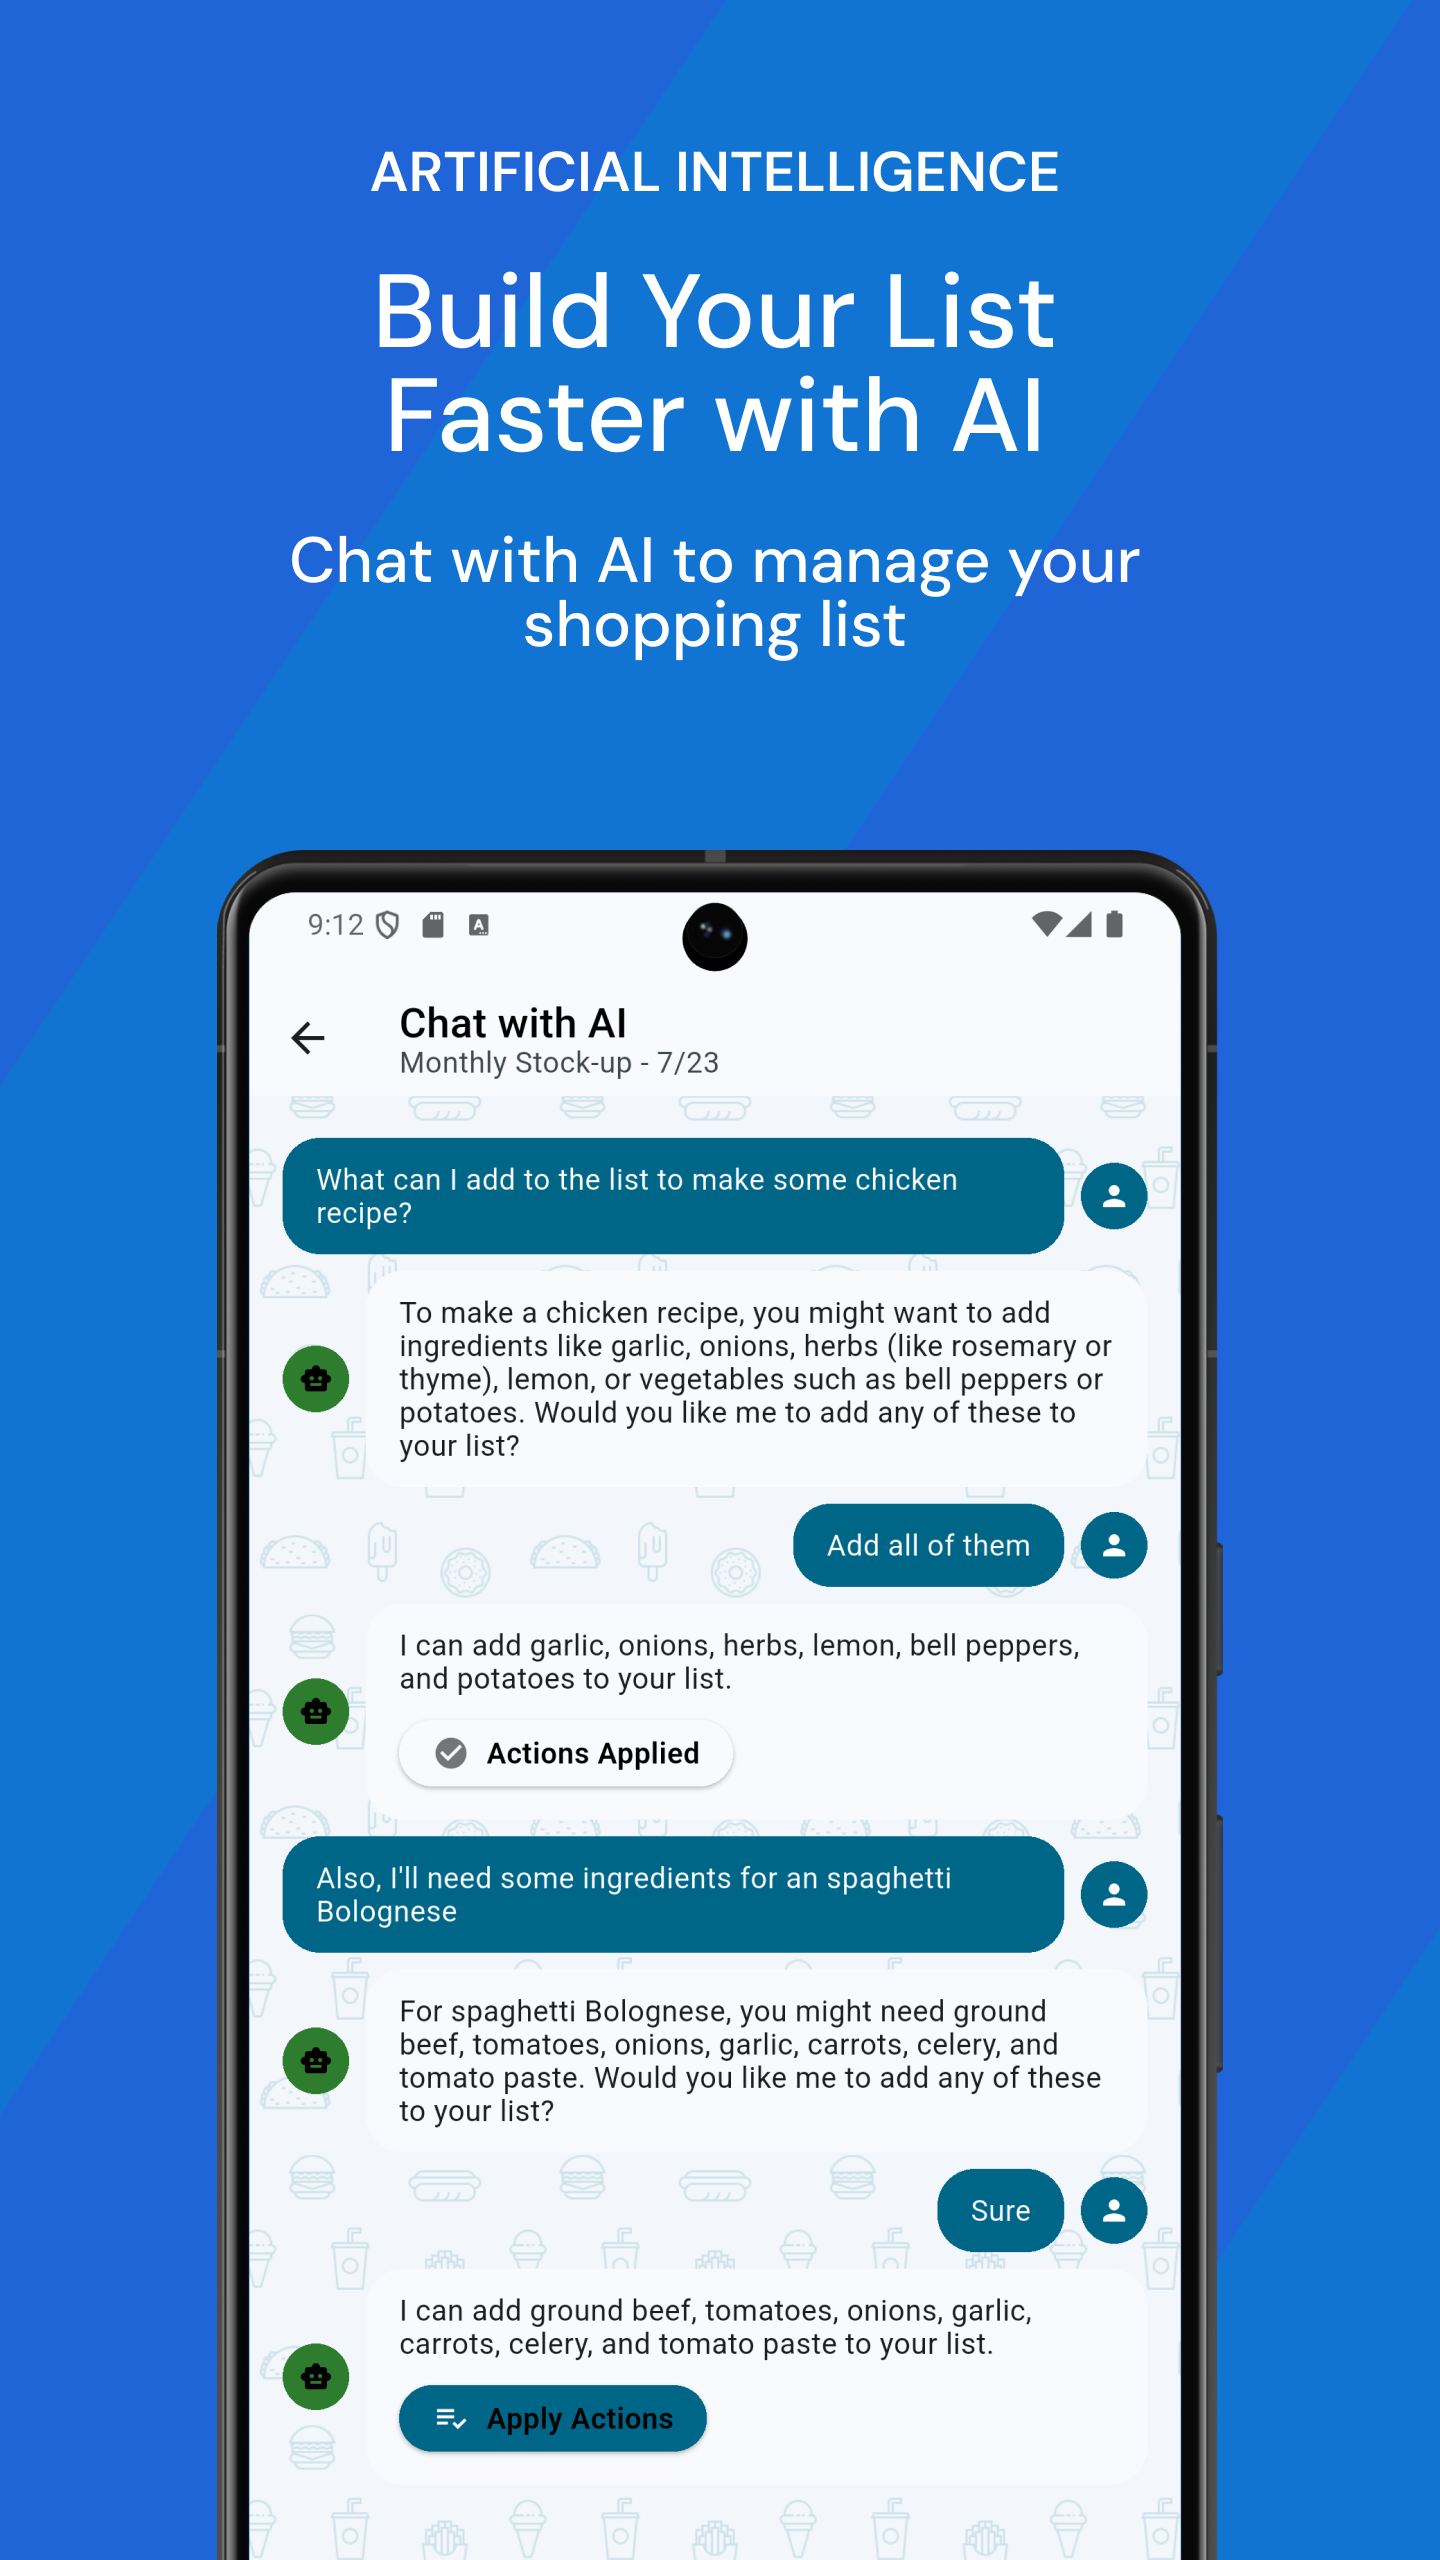 ARTIFICIAL INTELLIGENCE
Build Your List
Faster with AI
Chat with AI to manage your
shopping list
9:12
A
Chat with AI
Monthly Stock-up - 7/23
What can I add to the list to make some chicken
recipe?
To make a chicken recipe, you might want to add
ingredients like garlic, onions, herbs (like rosemary or
thyme), lemon, or vegetables such as bell peppers or
potatoes. Would you like me to add any of these to
your list?
Add all of them
I can add garlic, onions, herbs, lemon, bell peppers,
and potatoes to your list.
Actions Applied
Also, I'll need some ingredients for an spaghetti
Bolognese
For spaghetti Bolognese, you might need ground
beef, tomatoes, onions, garlic, carrots, celery, and
tomato paste. Would you like me to add any of these
to your list?
Sure
I can add ground beef, tomatoes, onions, garlic,
carrots, celery, and tomato paste to your list.
Apply Actions